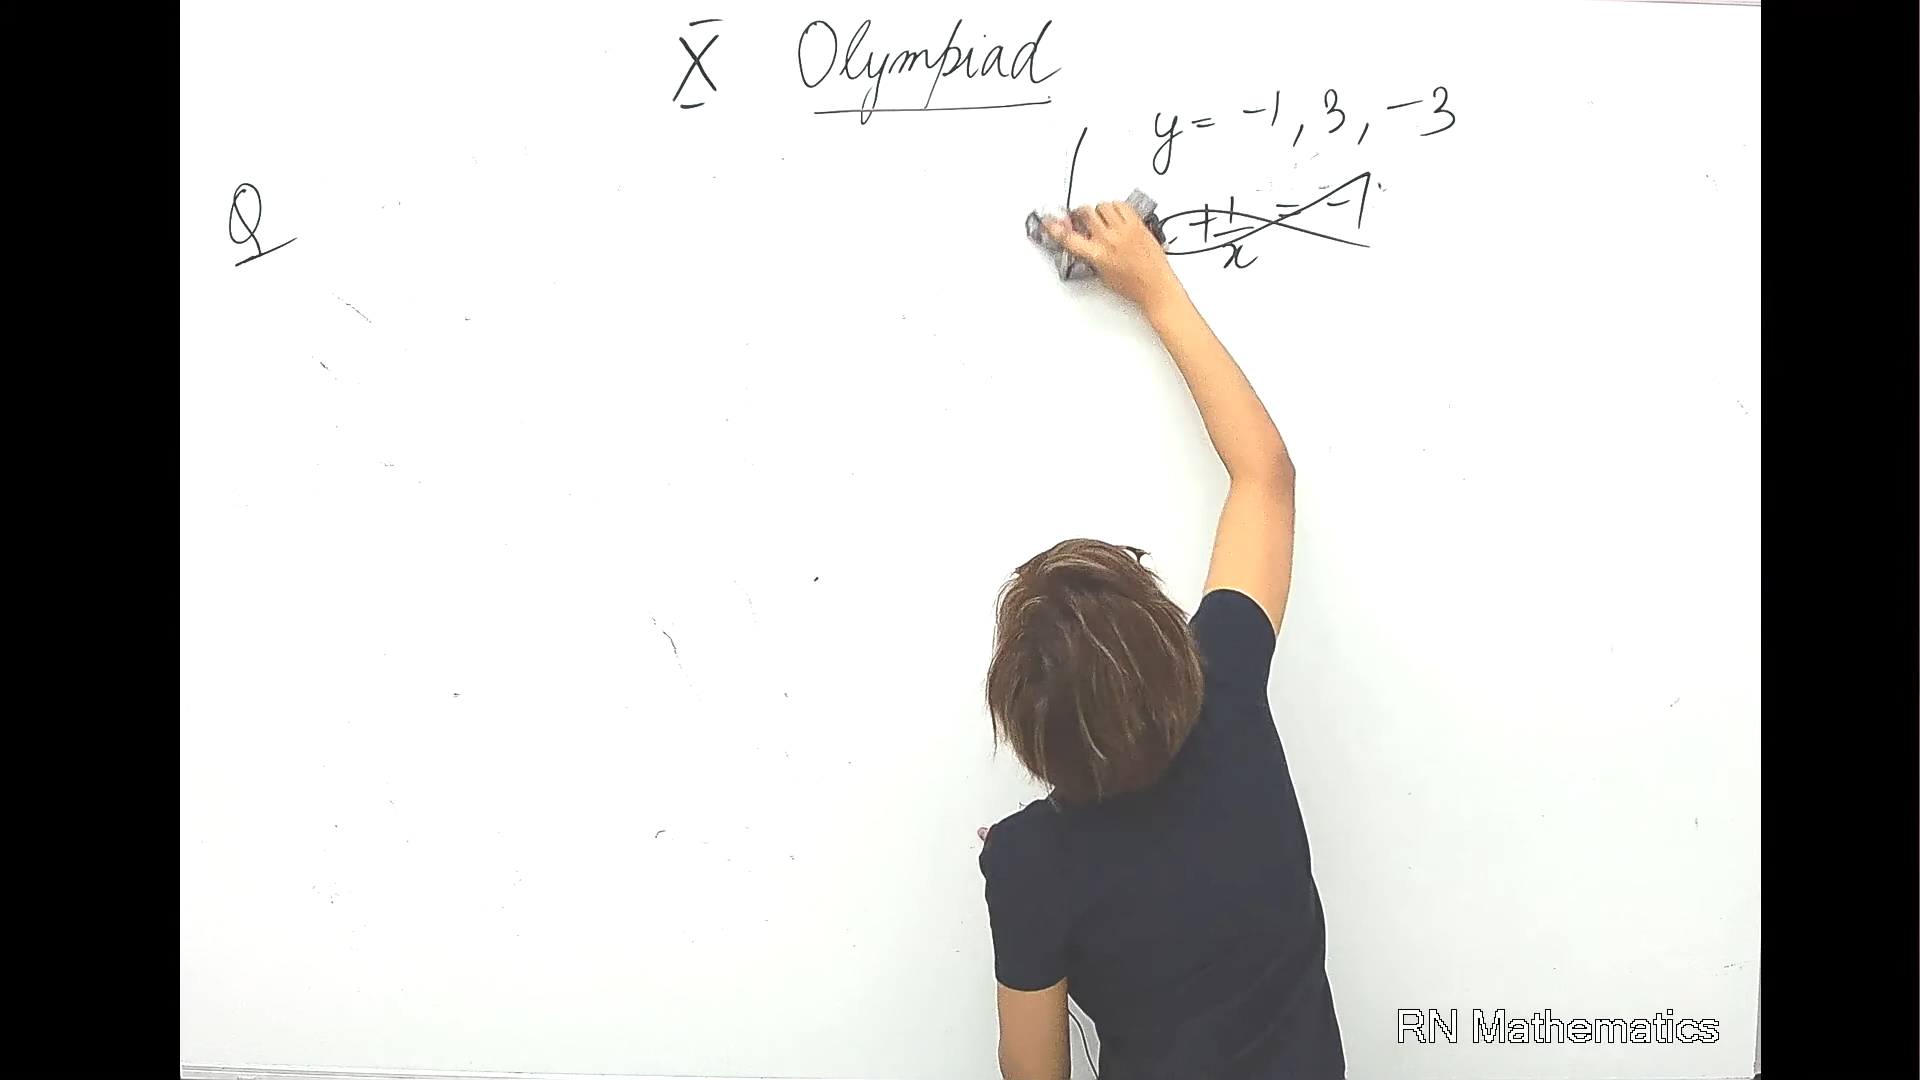 X Olympiad
y = -1, 3, -3
Q
+ 1/x = -1
RN Mathematics